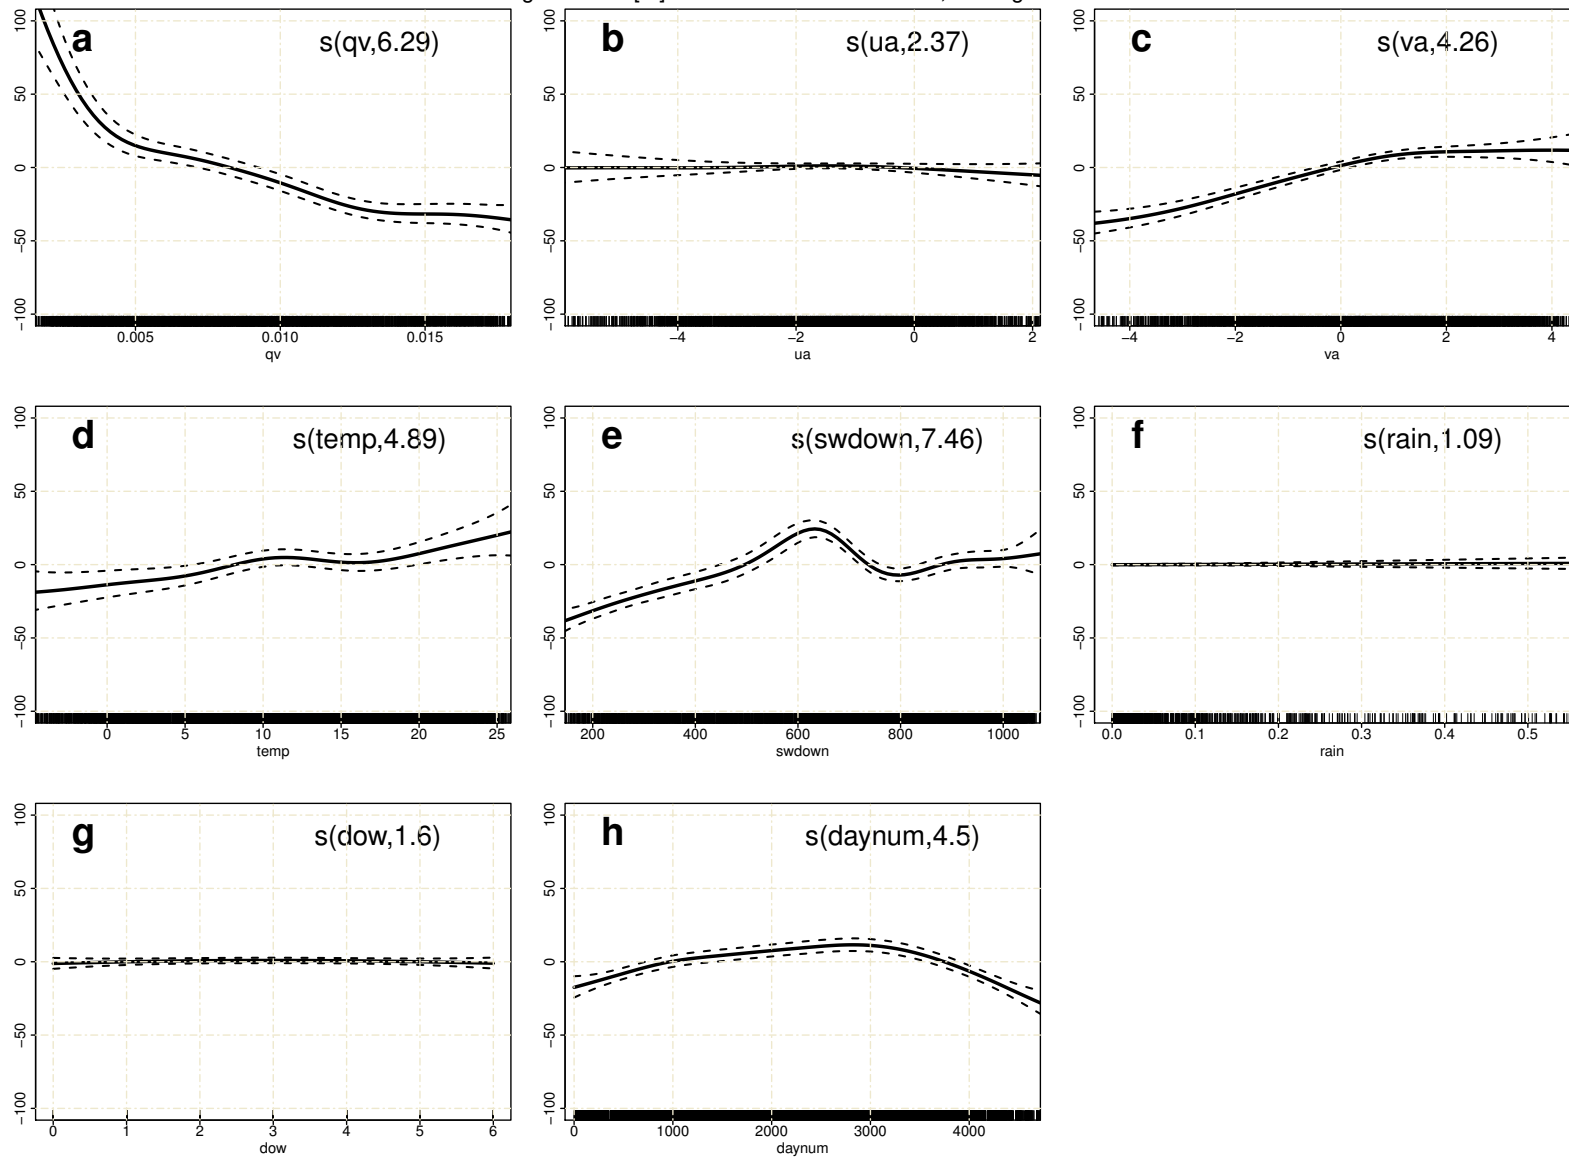 a s(qv,6.29)
100
50
0
−50
−100
0.005 0.010 0.015
qv
b s(ua,2.37)
100
50
0
−50
−100
−4 −2 0 2
ua
c s(va,4.26)
100
50
0
−50
−100
−4 −2 0 2 4
va
d s(temp,4.89)
100
50
0
−50
−100
0 5 10 15 20 25
temp
e s(swdown,7.46)
100
50
0
−50
−100
200 400 600 800 1000
swdown
f s(rain,1.09)
100
50
0
−50
−100
0.0 0.1 0.2 0.3 0.4 0.5
rain
g s(dow,1.6)
100
50
0
−50
−100
0 1 2 3 4 5 6
dow
h s(daynum,4.5)
100
50
0
−50
−100
0 1000 2000 3000 4000
daynum